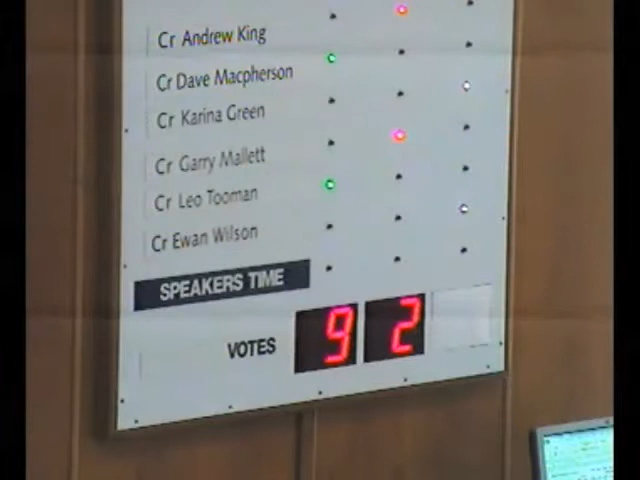 Cr Andrew King
Cr Dave Macpherson
Cr Karina Green
Cr Garry Mallett
Cr Leo Tooman
Cr Ewan Wilson
SPEAKERS TIME
VOTES 9 2